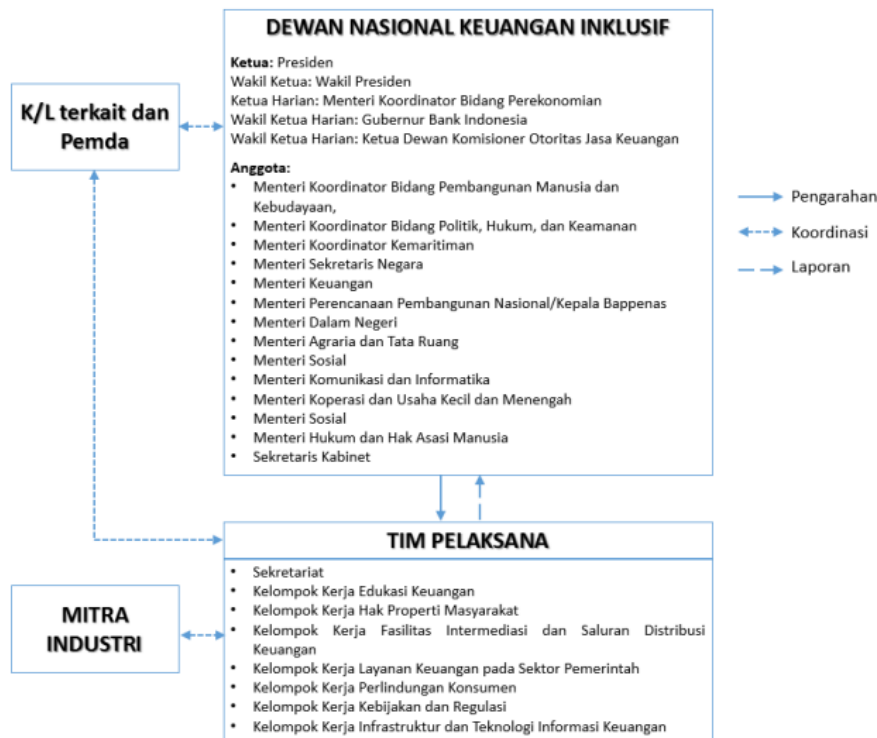 DEWAN NASIONAL KEUANGAN INKLUSIF
Ketua: Presiden
Wakil Ketua: Wakil Presiden
Ketua Harian: Menteri Koordinator Bidang Perekonomian
Wakil Ketua Harian: Gubernur Bank Indonesia
Wakil Ketua Harian: Ketua Dewan Komisioner Otoritas Jasa Keuangan
Anggota:
• Menteri Koordinator Bidang Pembangunan Manusia dan
Kebudayaan,
• Menteri Koordinator Bidang Politik, Hukum, dan Keamanan
• Menteri Koordinator Kemaritiman
• Menteri Sekretaris Negara
• Menteri Keuangan
• Menteri Perencanaan Pembangunan Nasional/Kepala Bappenas
• Menteri Dalam Negeri
• Menteri Agraria dan Tata Ruang
• Menteri Sosial
• Menteri Komunikasi dan Informatika
• Menteri Koperasi dan Usaha Kecil dan Menengah
• Menteri Sosial
• Menteri Hukum dan Hak Asasi Manusia
• Sekretaris Kabinet
K/L terkait dan
Pemda
Pengarahan
Koordinasi
Laporan
TIM PELAKSANA
• Sekretariat
• Kelompok Kerja Edukasi Keuangan
• Kelompok Kerja Hak Properti Masyarakat
• Kelompok Kerja Fasilitas Intermediasi dan Saluran Distribusi
Keuangan
• Kelompok Kerja Layanan Keuangan pada Sektor Pemerintah
• Kelompok Kerja Perlindungan Konsumen
• Kelompok Kerja Kebijakan dan Regulasi
• Kelompok Kerja Infrastruktur dan Teknologi Informasi Keuangan
MITRA
INDUSTRI